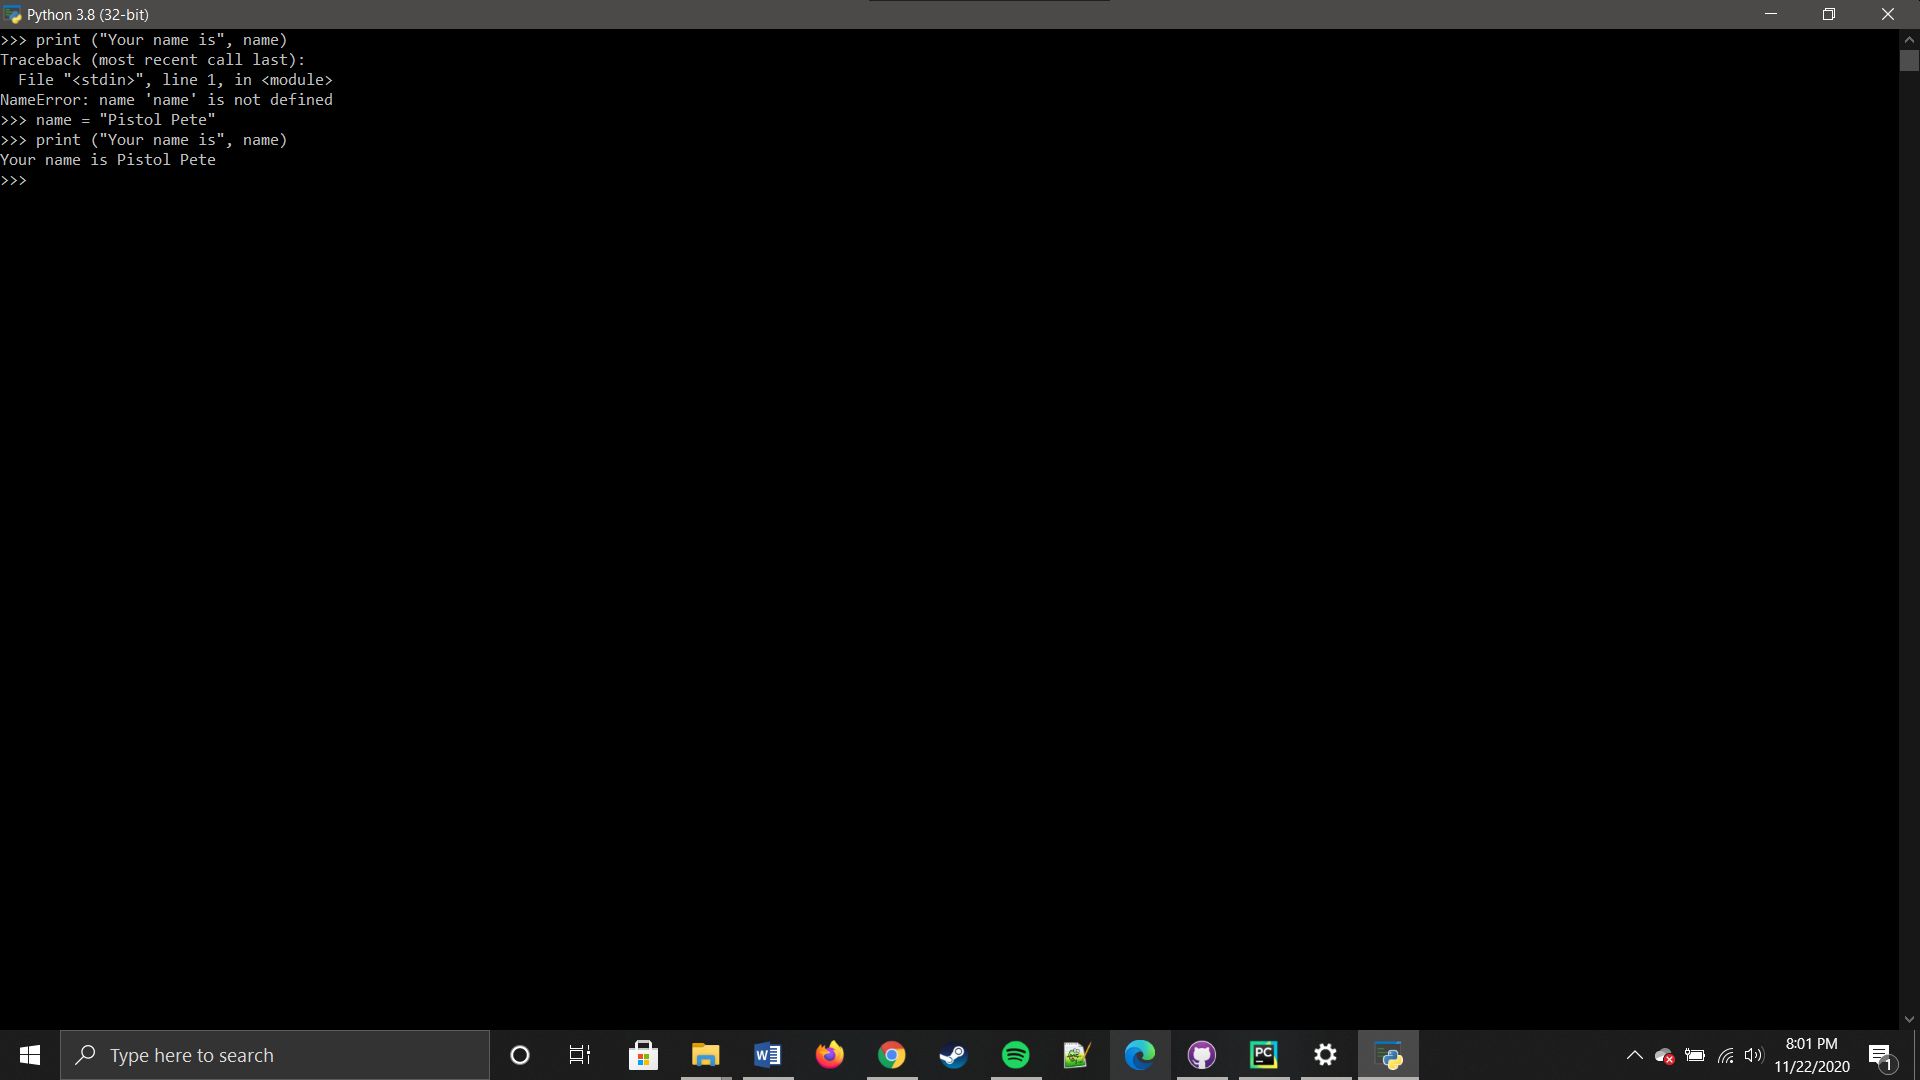 Python 3.8 (32-bit)
>>> print ("Your name is", name)
Traceback (most recent call last):
  File "<stdin>", line 1, in <module>
NameError: name 'name' is not defined
>>> name = "Pistol Pete"
>>> print ("Your name is", name)
Your name is Pistol Pete
>>>
Type here to search
W
PC
8:01 PM
11/22/2020
1